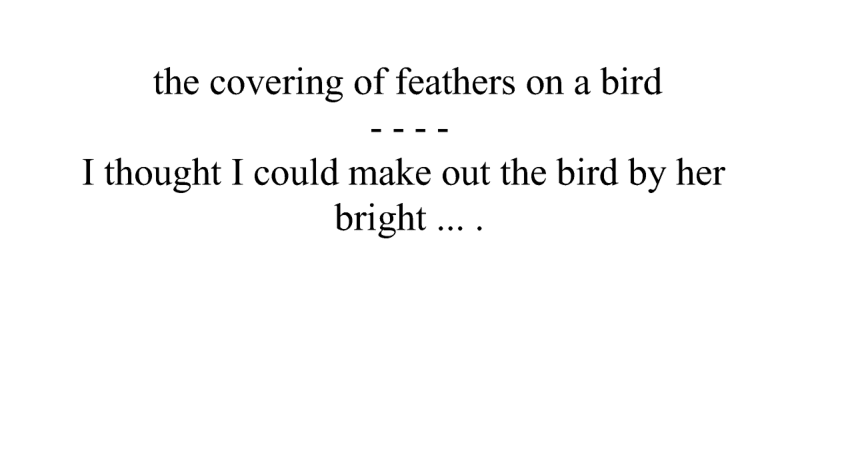 the covering of feathers on a bird
- - - -
I thought I could make out the bird by her
bright ... .